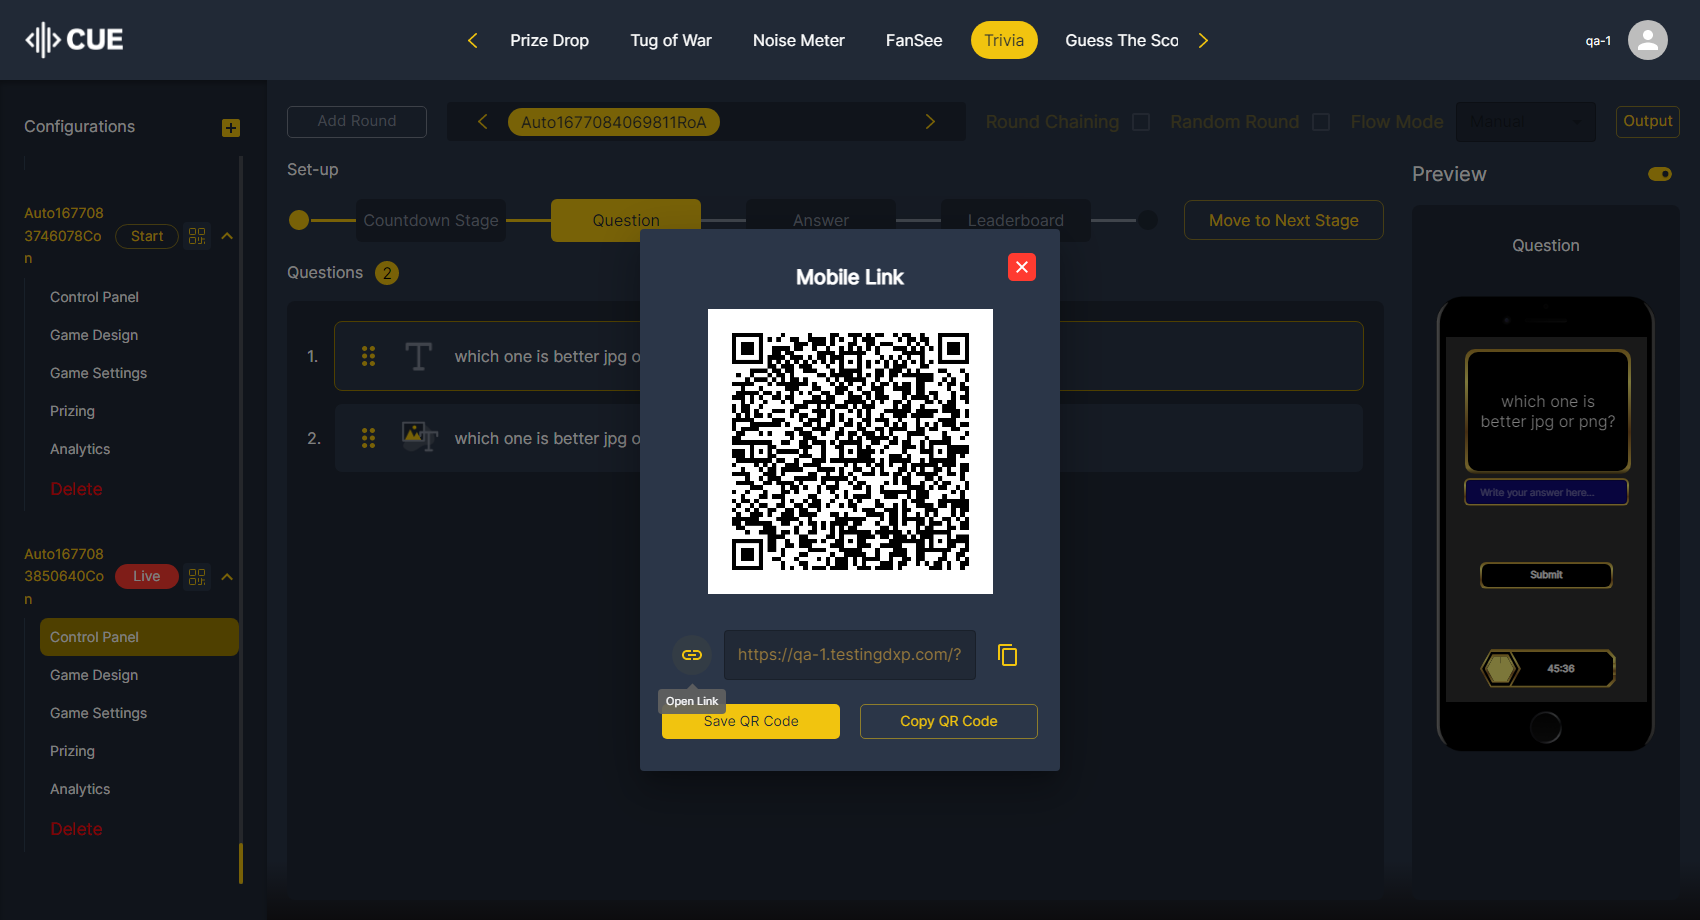 CUE
Prize Drop
Tug of War
Noise Meter
FanSee
Trivia
Guess The Sco
qa-1
Configurations
Add Round
Auto1677084069811RoA
Round Chaining
Random Round
Flow Mode
Manual
Output
Set-up
Preview
Auto167708
3746078Co
n
Start
Countdown Stage
Question
Answer
Leaderboard
Move to Next Stage
Question
Questions
2
Control Panel
Game Design
Game Settings
Prizing
Analytics
Delete
1.
which one is better jpg o
2.
which one is better jpg o
Mobile Link
https://qa-1.testingdxp.com/?
Open Link
Save QR Code
Copy QR Code
which one is
better jpg or png?
Write your answer here...
Submit
45:36
Auto167708
3850640Co
n
Live
Control Panel
Game Design
Game Settings
Prizing
Analytics
Delete